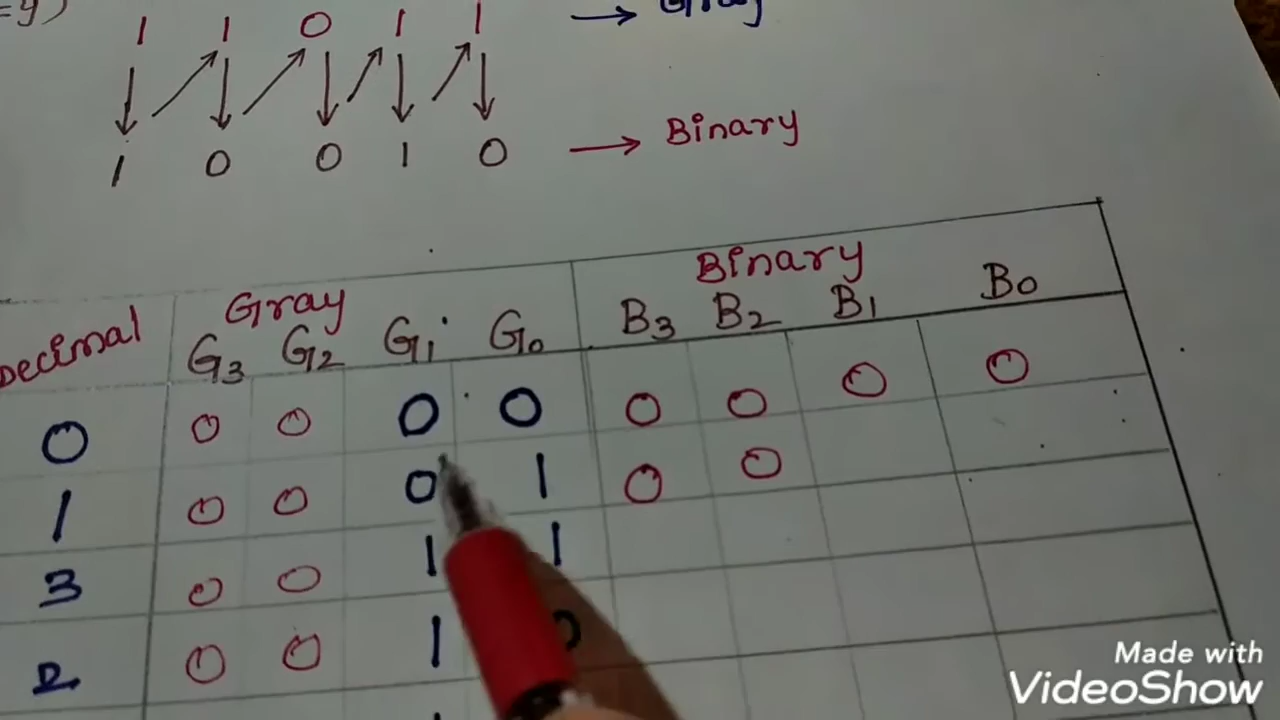 =y)
1 1 0 1 1 → Gray
1 0 0 1 0 → Binary
Decimal Gray Binary
G3 G2 G1 G0 B3 B2 B1 B0
0 0 0 0 0 0 0 0 0
1 0 0 0 1 0 0
3 0 0 1 1
2 0 0 1 0
Made with
VideoShow